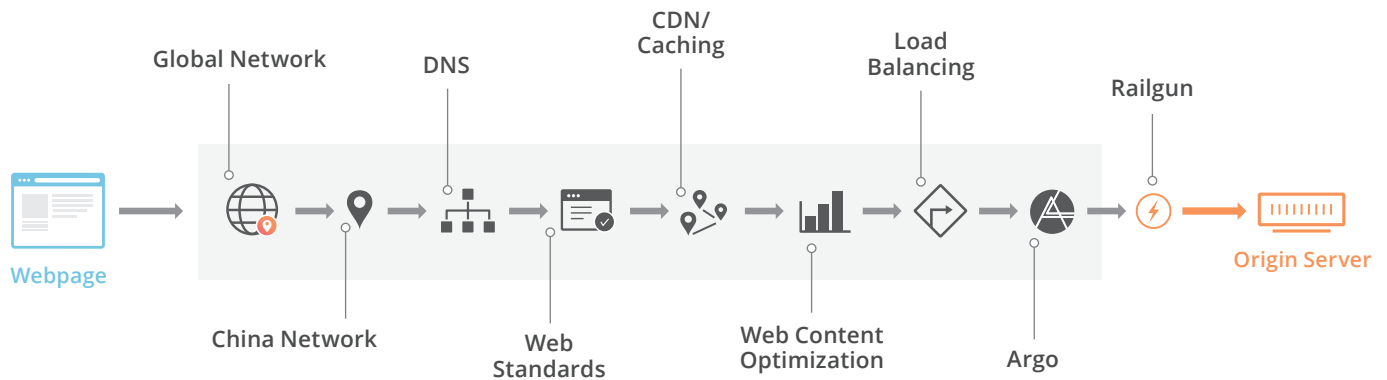 Global Network
DNS
CDN/
Caching
Load
Balancing
Railgun
Webpage
Origin Server
China Network
Web
Standards
Web Content
Optimization
Argo